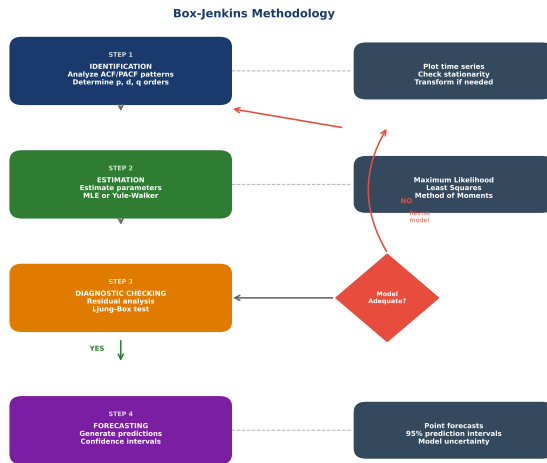 Box-Jenkins Methodology
STEP 1
IDENTIFICATION
Analyze ACF/PACF patterns
Determine p, d, q orders
Plot time series
Check stationarity
Transform if needed
STEP 2
ESTIMATION
Estimate parameters
MLE or Yule-Walker
Maximum Likelihood
Least Squares
Method of Moments
NO
Revise
model
STEP 3
DIAGNOSTIC CHECKING
Residual analysis
Ljung-Box test
Model
Adequate?
YES
STEP 4
FORECASTING
Generate predictions
Confidence intervals
Point forecasts
95% prediction intervals
Model uncertainty